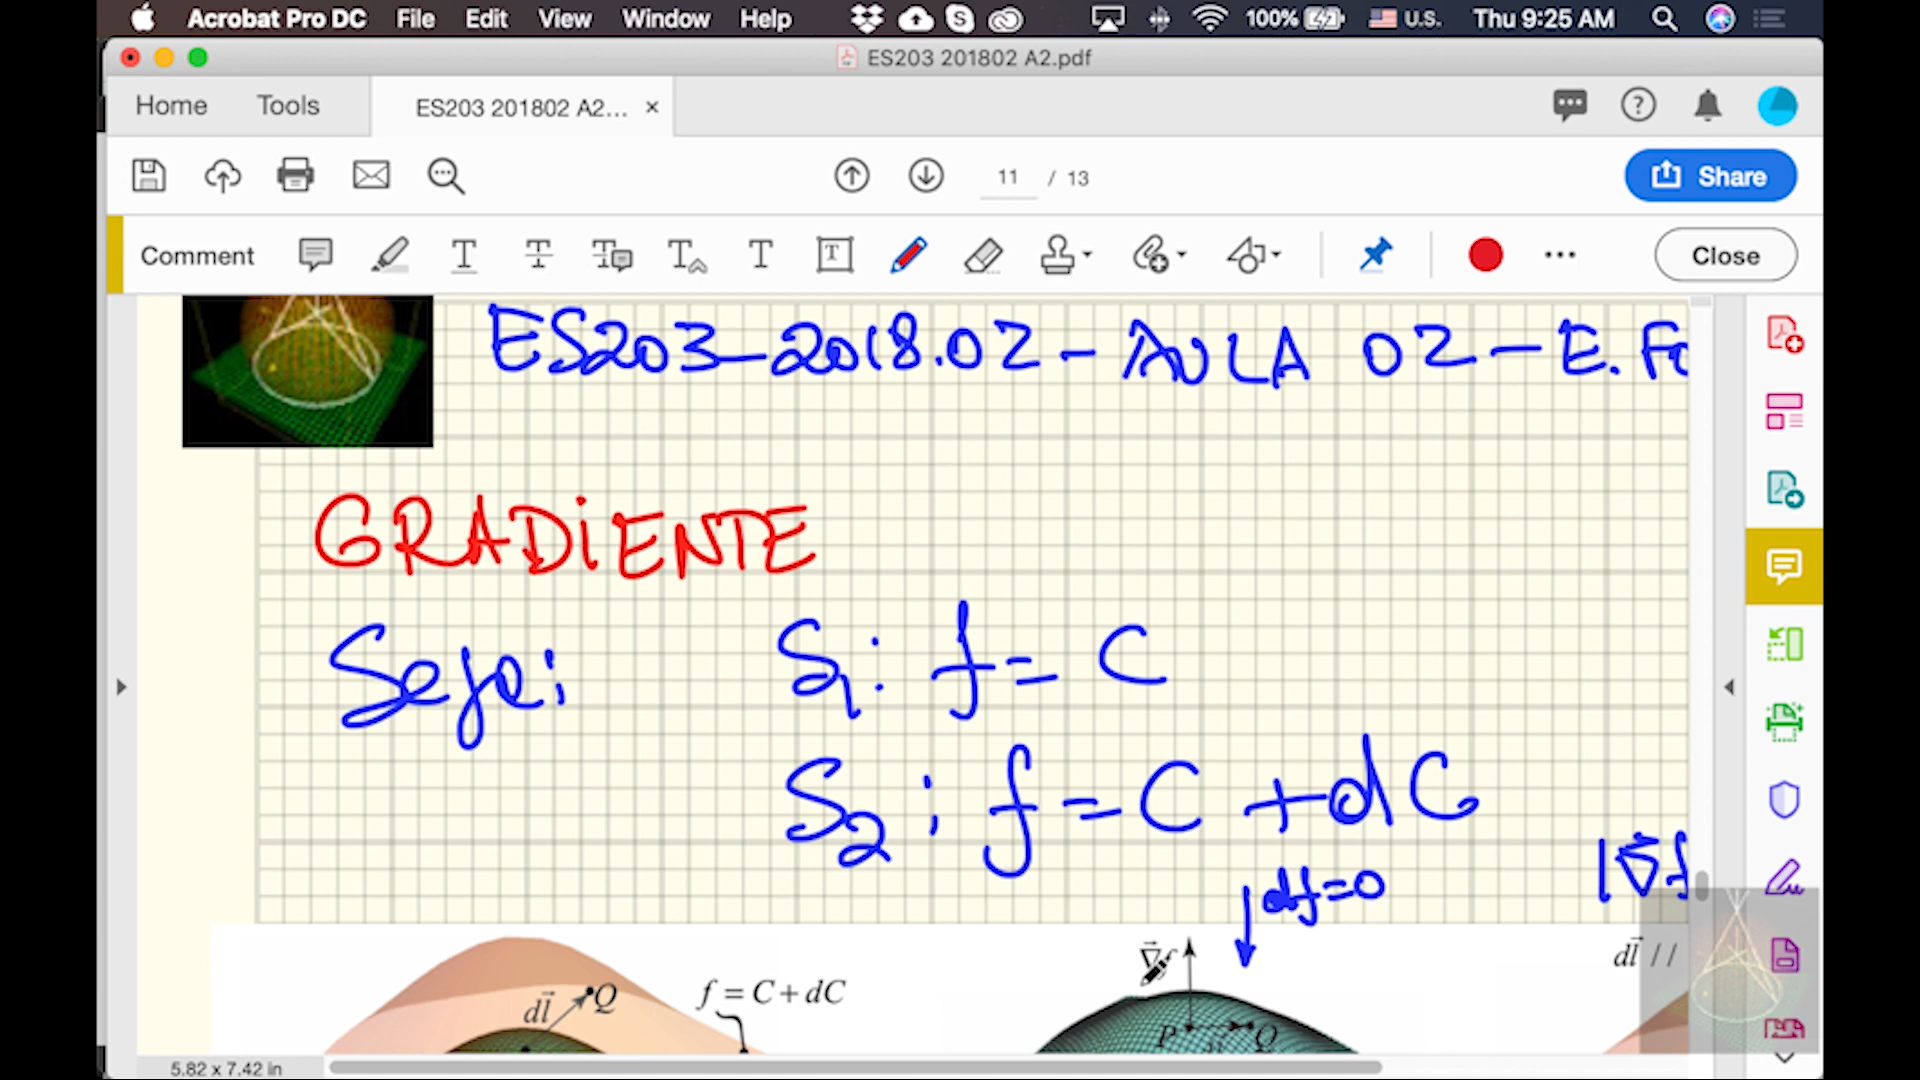 Acrobat Pro DC File Edit View Window Help 100% U.S. Thu 9:25 AM
ES203 201802 A2.pdf
Home Tools ES203 201802 A2... ×
11 / 13 Share
Comment Close
ES203-2018.02-AULA 02-E. Fo
GRADIENTE
Seja: S1: f=C
S2: f=C+dC
df=0 |∇f
dl⃗ //
∇⃗f
dl⃗ Q f=C+dC
P Q
5.82 x 7.42 in